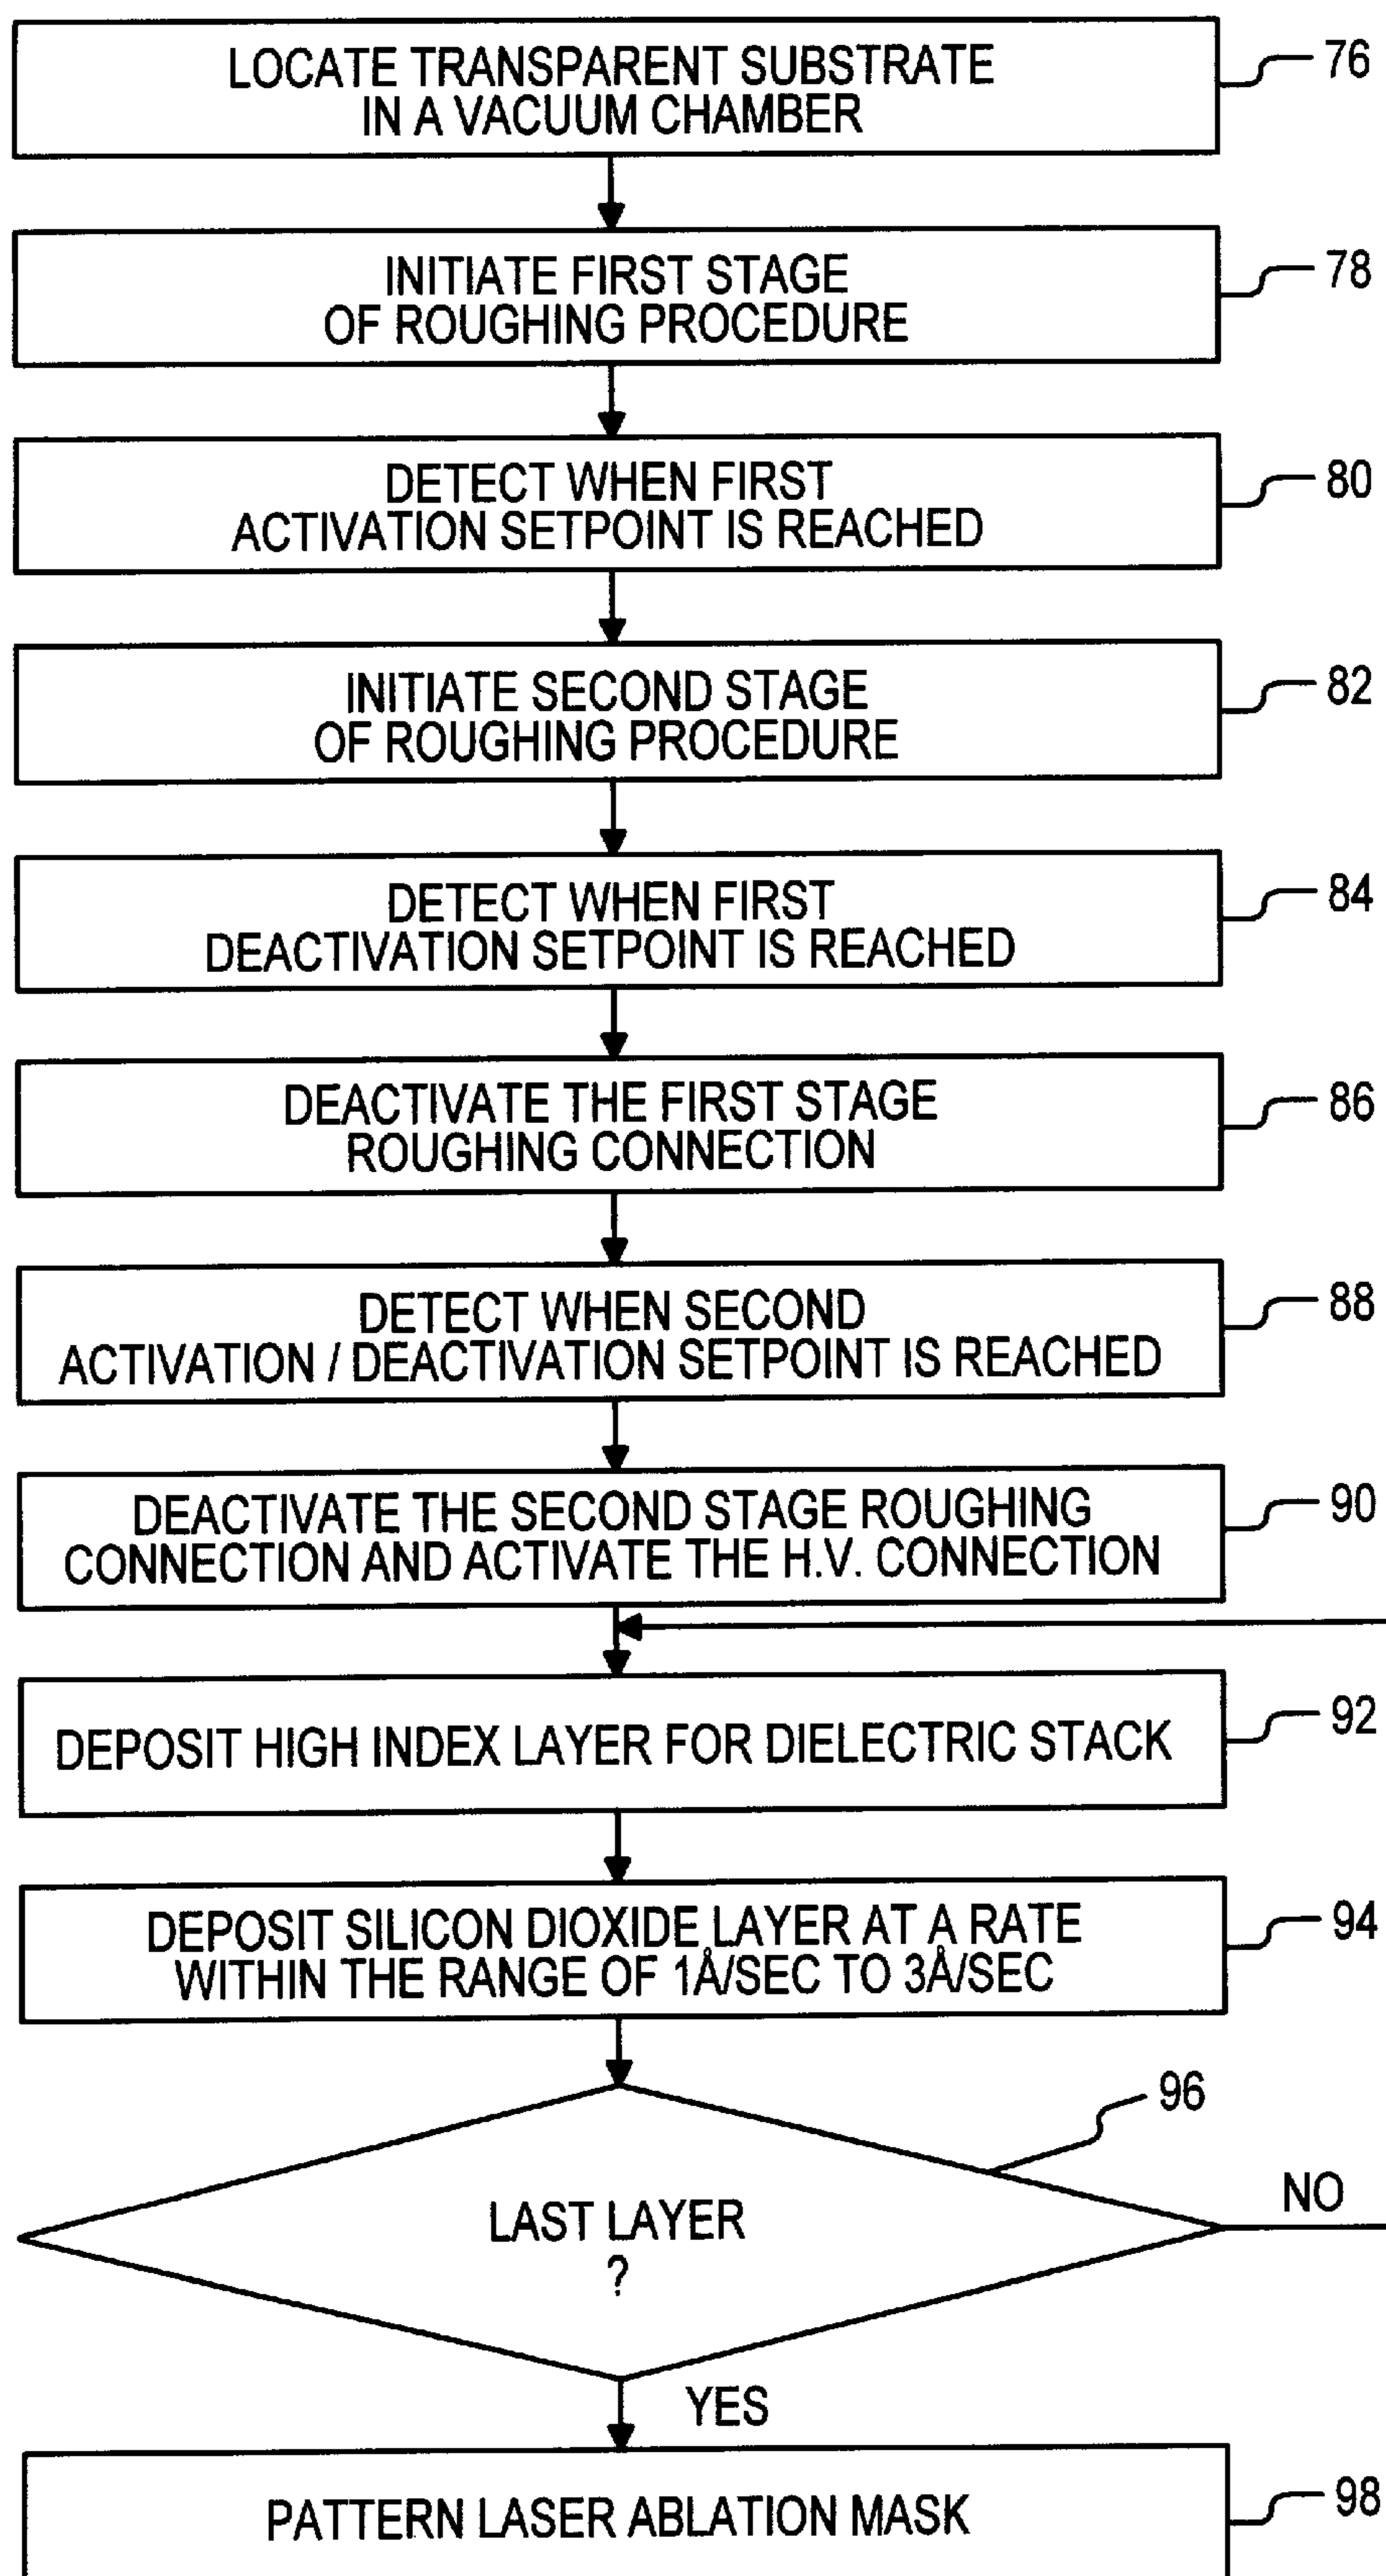 LOCATE TRANSPARENT SUBSTRATE
IN A VACUUM CHAMBER
76
INITIATE FIRST STAGE
OF ROUGHING PROCEDURE
78
DETECT WHEN FIRST
ACTIVATION SETPOINT IS REACHED
80
INITIATE SECOND STAGE
OF ROUGHING PROCEDURE
82
DETECT WHEN FIRST
DEACTIVATION SETPOINT IS REACHED
84
DEACTIVATE THE FIRST STAGE
ROUGHING CONNECTION
86
DETECT WHEN SECOND
ACTIVATION / DEACTIVATION SETPOINT IS REACHED
88
DEACTIVATE THE SECOND STAGE ROUGHING
CONNECTION AND ACTIVATE THE H.V. CONNECTION
90
DEPOSIT HIGH INDEX LAYER FOR DIELECTRIC STACK
92
DEPOSIT SILICON DIOXIDE LAYER AT A RATE
WITHIN THE RANGE OF 1Å/SEC TO 3Å/SEC
94
96
LAST LAYER
?
NO
YES
PATTERN LASER ABLATION MASK
98